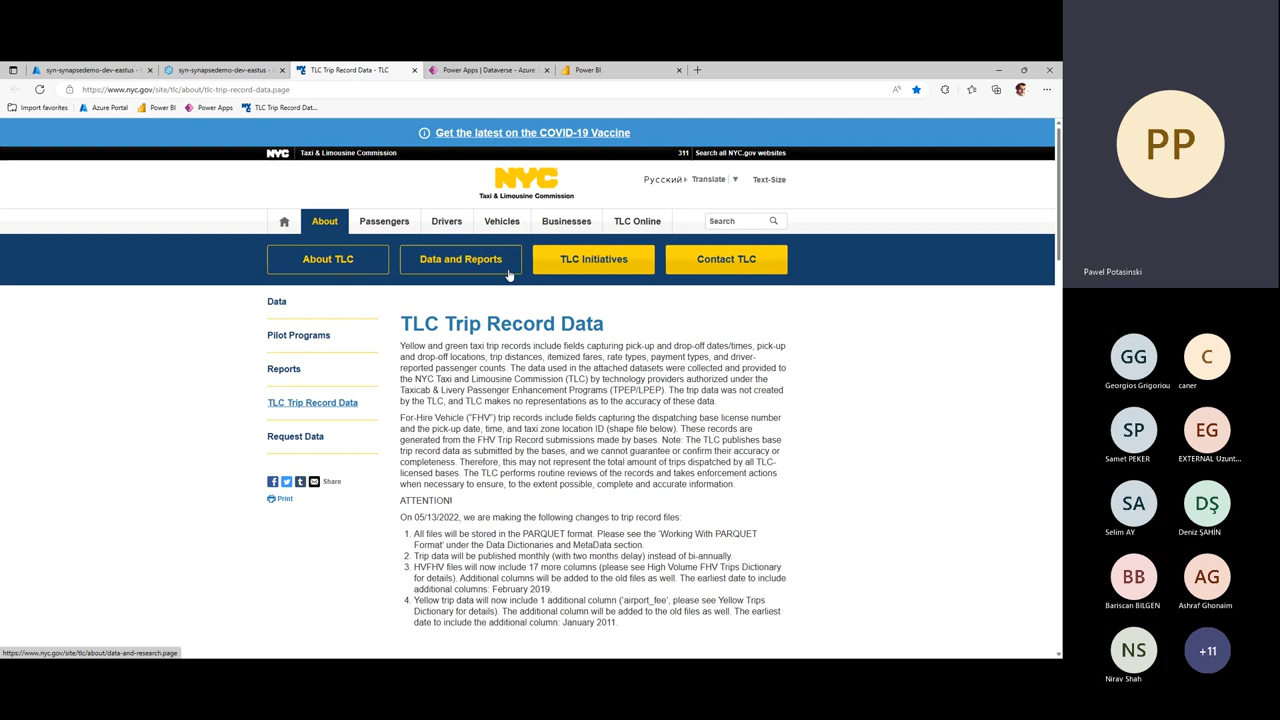 syn-synapsedemo-dev-eastus -
syn-synapsedemo-dev-eastus -
TLC Trip Record Data - TLC
Power Apps | Dataverse - Azure
Power BI
https://www.nyc.gov/site/tlc/about/tlc-trip-record-data.page
Import favorites
Azure Portal
Power BI
Power Apps
TLC Trip Record Dat...
Get the latest on the COVID-19 Vaccine
NYC Taxi & Limousine Commission
311 Search all NYC.gov websites
NYC
Taxi & Limousine Commission
Русский
Translate
Text-Size
About
Passengers
Drivers
Vehicles
Businesses
TLC Online
Search
About TLC
Data and Reports
TLC Initiatives
Contact TLC
Data
Pilot Programs
Reports
TLC Trip Record Data
Request Data
Share
Print
TLC Trip Record Data
Yellow and green taxi trip records include fields capturing pick-up and drop-off dates/times, pick-up
and drop-off locations, trip distances, itemized fares, rate types, payment types, and driver-
reported passenger counts. The data used in the attached datasets were collected and provided to
the NYC Taxi and Limousine Commission (TLC) by technology providers authorized under the
Taxicab & Livery Passenger Enhancement Programs (TPEP/LPEP). The trip data was not created
by the TLC, and TLC makes no representations as to the accuracy of these data.
For-Hire Vehicle ("FHV") trip records include fields capturing the dispatching base license number
and the pick-up date, time, and taxi zone location ID (shape file below). These records are
generated from the FHV Trip Record submissions made by bases. Note: The TLC publishes base
trip record data as submitted by the bases, and we cannot guarantee or confirm their accuracy or
completeness. Therefore, this may not represent the total amount of trips dispatched by all TLC-
licensed bases. The TLC performs routine reviews of the records and takes enforcement actions
when necessary to ensure, to the extent possible, complete and accurate information.
ATTENTION!
On 05/13/2022, we are making the following changes to trip record files:
1. All files will be stored in the PARQUET format. Please see the 'Working With PARQUET
Format' under the Data Dictionaries and MetaData section.
2. Trip data will be published monthly (with two months delay) instead of bi-annually.
3. HVFHV files will now include 17 more columns (please see High Volume FHV Trips Dictionary
for details). Additional columns will be added to the old files as well. The earliest date to include
additional columns: February 2019.
4. Yellow trip data will now include 1 additional column ('airport_fee', please see Yellow Trips
Dictionary for details). The additional column will be added to the old files as well. The earliest
date to include the additional column: January 2011.
https://www.nyc.gov/site/tlc/about/data-and-research.page
PP
Pawel Potasinski
GG
Georgios Grigoriou
C
caner
SP
Samet PEKER
EG
EXTERNAL Uzunt...
SA
Selim AY
DŞ
Deniz ŞAHİN
BB
Bariscan BILGEN
AG
Ashraf Ghonaim
NS
Nirav Shah
+11